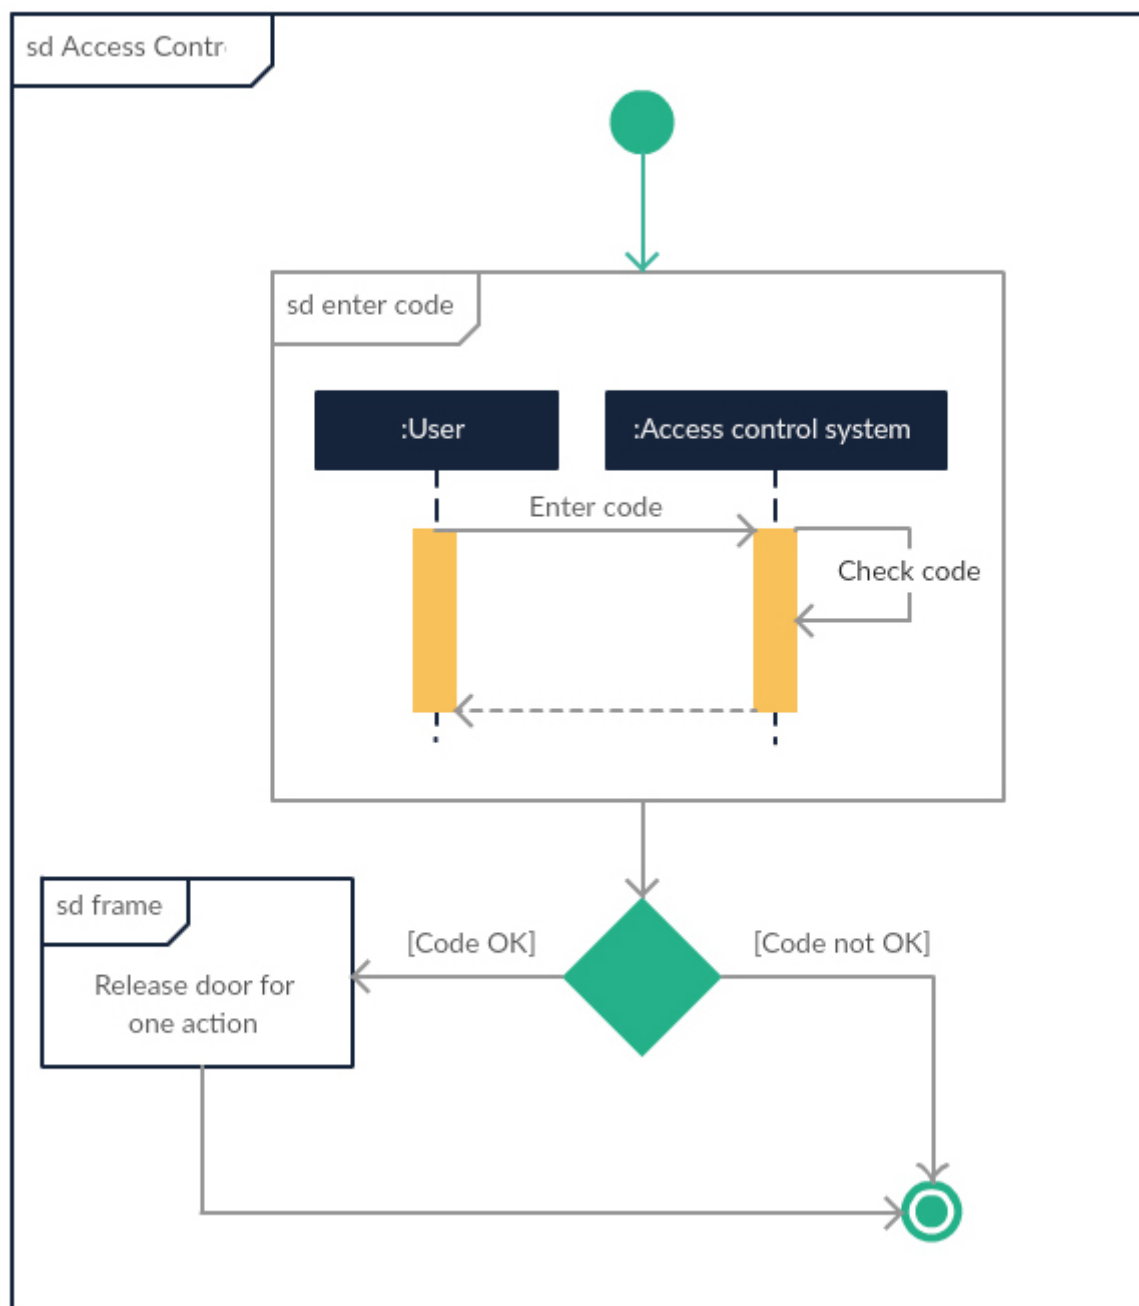 sd Access Contr
sd enter code
:User
:Access control system
Enter code
Check code
sd frame
[Code OK]
[Code not OK]
Release door for
one action